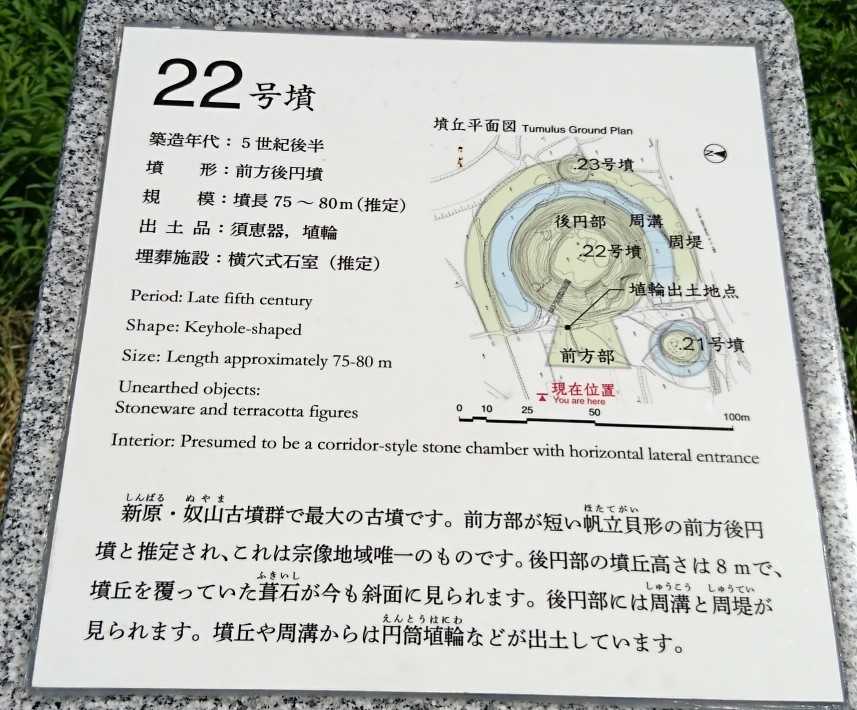 22号墳
築造年代：5世紀後半
墳　　形：前方後円墳
規　　模：墳長75～80m（推定）
出 土 品：須恵器，埴輪
埋葬施設：横穴式石室（推定）
Period: Late fifth century
Shape: Keyhole-shaped
Size: Length approximately 75-80 m
Unearthed objects:
Stoneware and terracotta figures
Interior: Presumed to be a corridor-style stone chamber with horizontal lateral entrance
墳丘平面図 Tumulus Ground Plan
N
.23号墳
後円部　周溝
周堤
.22号墳
埴輪出土地点
.21号墳
前方部
現在位置
You are here
0 10 25 50 100m
しんばる　ぬやま
新原・奴山古墳群で最大の古墳です。前方部が短い帆立貝形の前方後円
ほたてがい
墳と推定され、これは宗像地域唯一のものです。後円部の墳丘高さは8mで、
ふきいし　しゅうこう　しゅうてい
墳丘を覆っていた葺石が今も斜面に見られます。後円部には周溝と周堤が
えんとうはにわ
見られます。墳丘や周溝からは円筒埴輪などが出土しています。